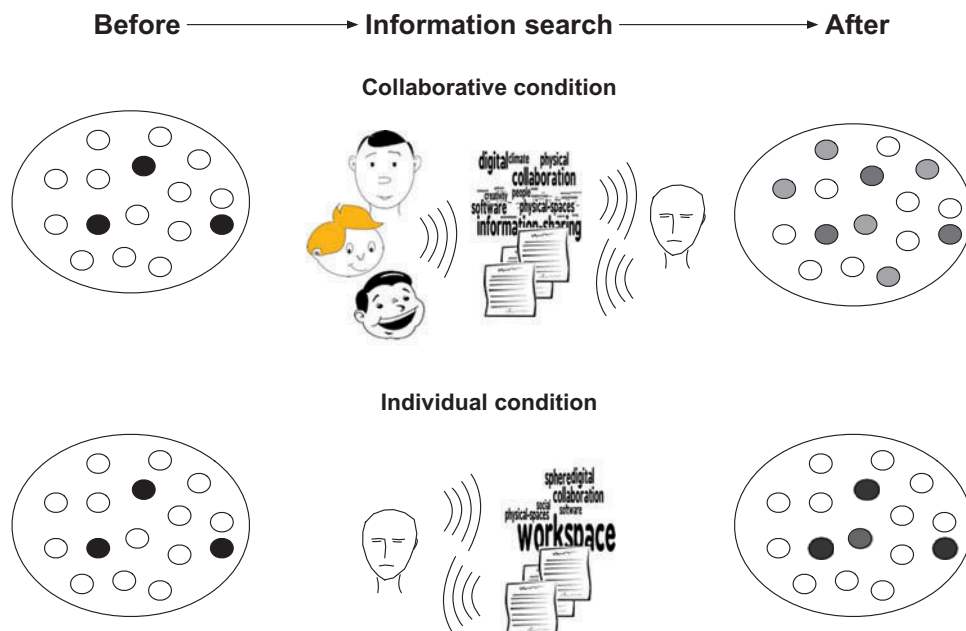 Before Information search After
Collaborative condition
digital climate physical
collaboration
creativity people
software physical-spaces
information-sharing
Individual condition
spheredigital
collaboration
social
physical-spaces software
workspace